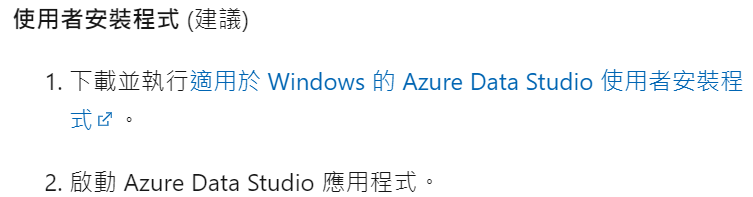 使用者安裝程式 (建議)
1. 下載並執行適用於 Windows 的 Azure Data Studio 使用者安裝程
式 。
2. 啟動 Azure Data Studio 應用程式。